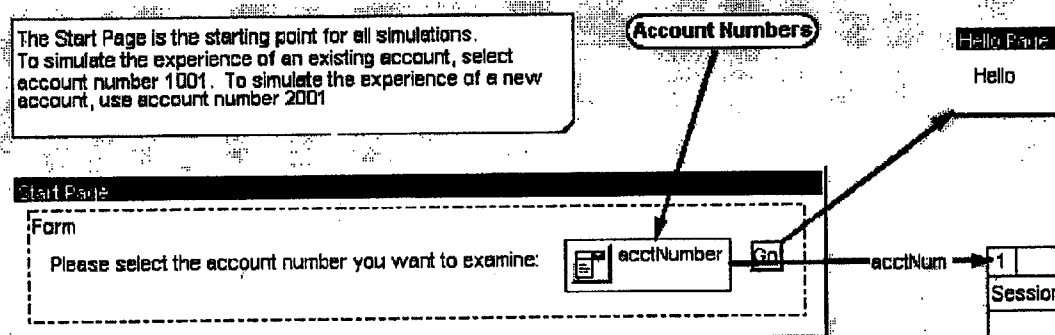 The Start Page is the starting point for all simulations.
To simulate the experience of an existing account, select
account number 1001. To simulate the experience of a new
account, use account number 2001
Account Numbers
Hello Page
Hello
Start Page
Form
Please select the account number you want to examine:
acctNumber
Go
acctNum
1
Session